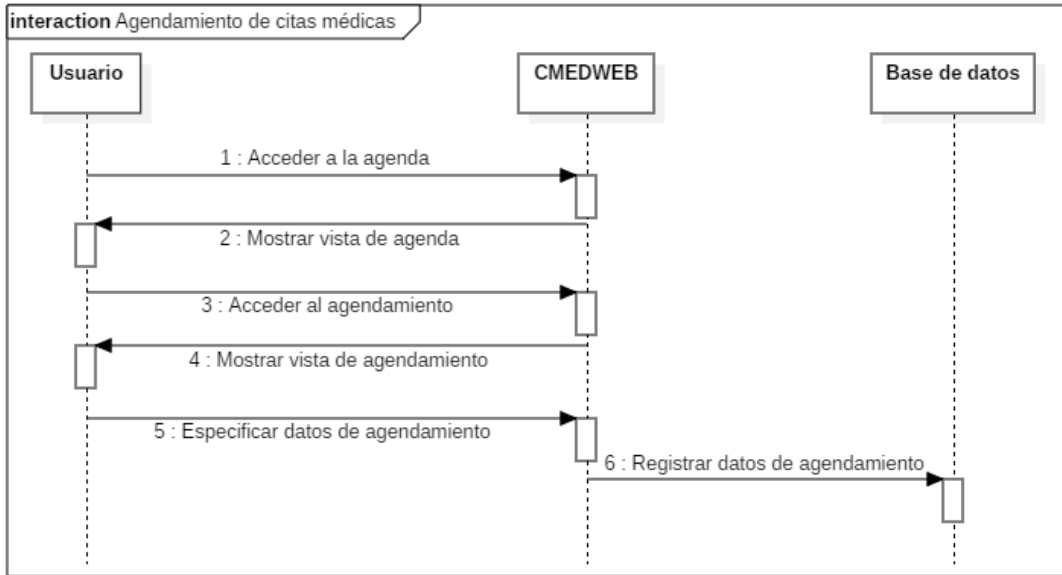 interaction Agendamiento de citas médicas
Usuario
CMEDWEB
Base de datos
1 : Acceder a la agenda
2 : Mostrar vista de agenda
3 : Acceder al agendamiento
4 : Mostrar vista de agendamiento
5 : Especificar datos de agendamiento
6 : Registrar datos de agendamiento